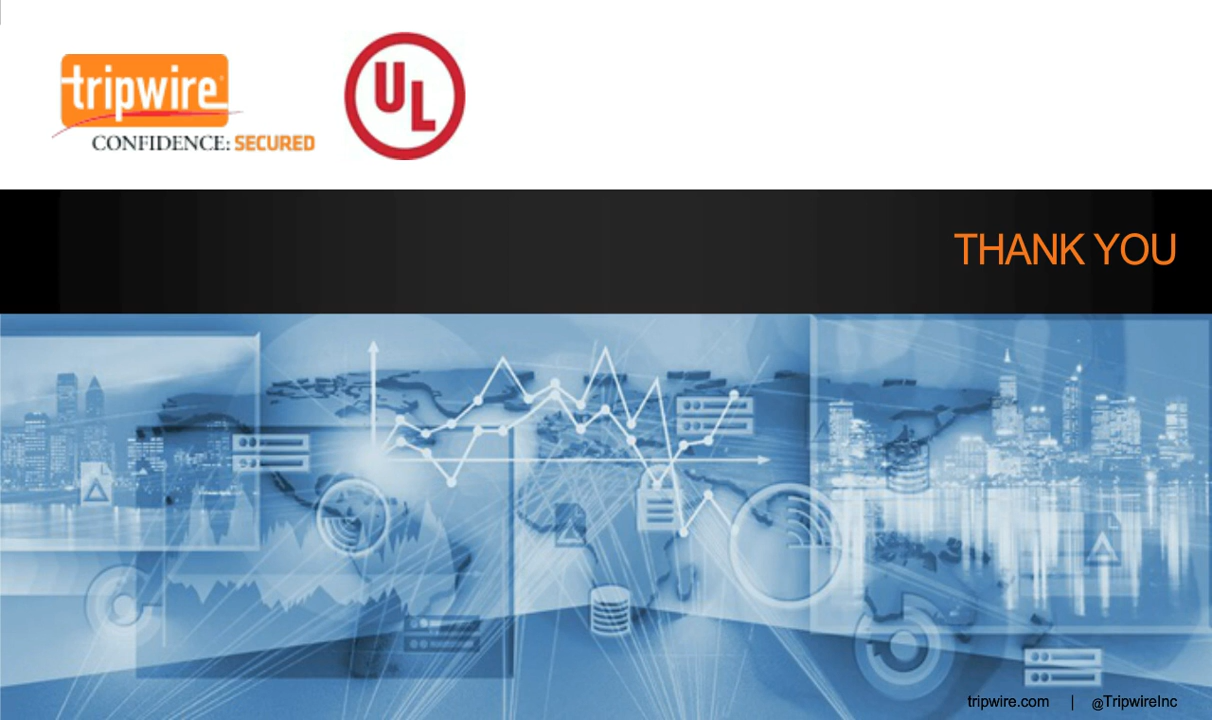 tripwire
CONFIDENCE: SECURED
UL
THANK YOU
tripwire.com | @TripwireInc